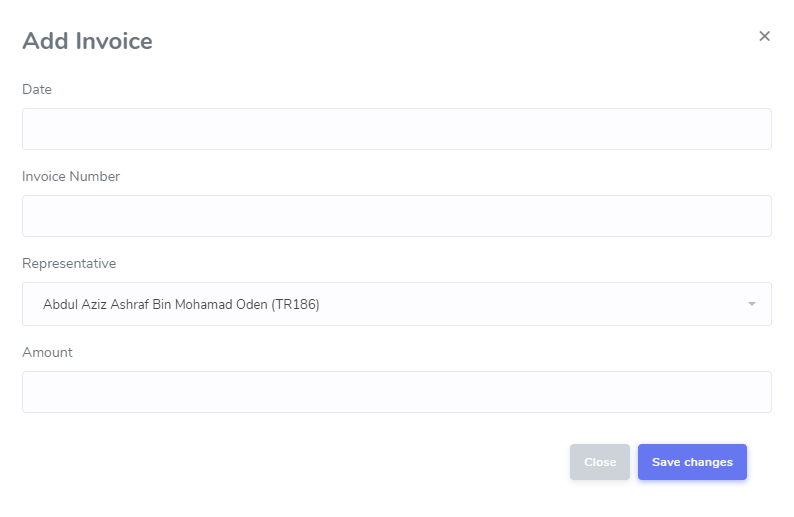 Add Invoice
Date
Invoice Number
Representative
Abdul Aziz Ashraf Bin Mohamad Oden (TR186)
Amount
Close
Save changes